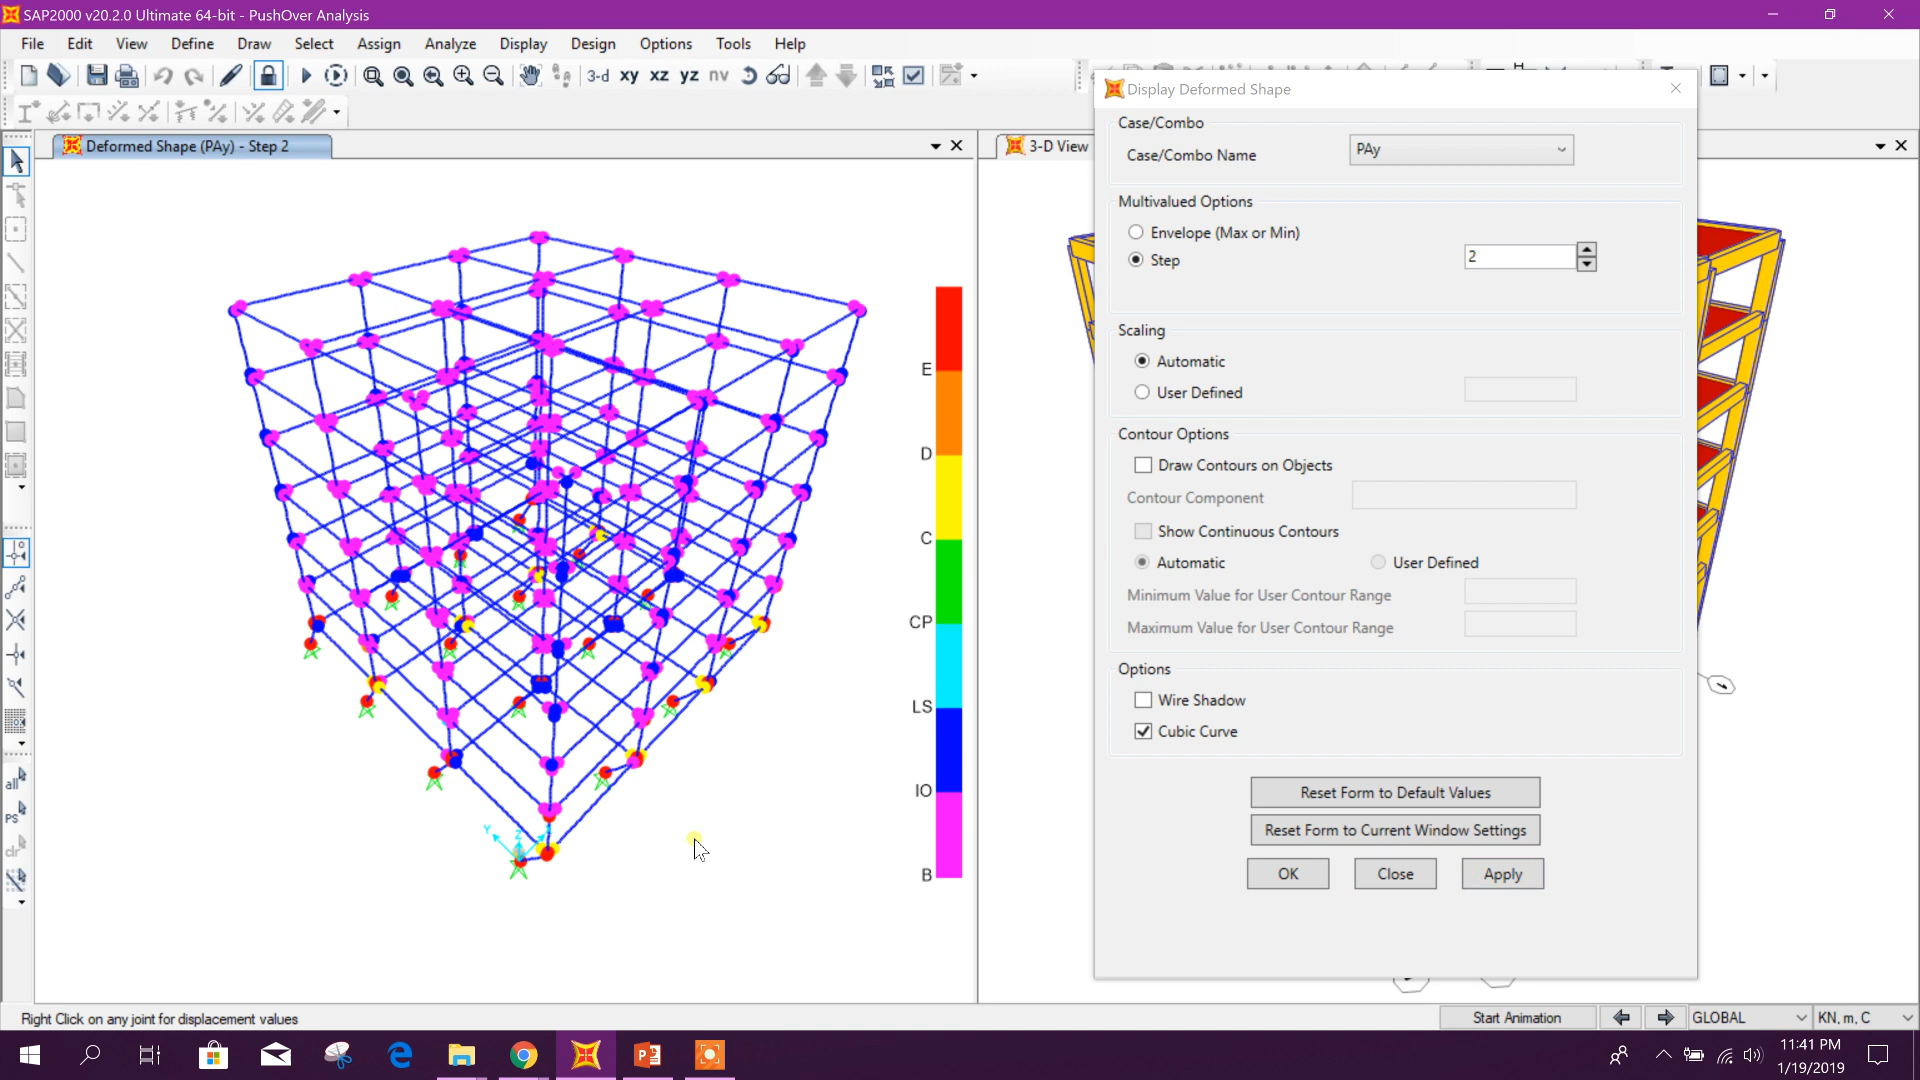 SAP2000 v20.2.0 Ultimate 64-bit - PushOver Analysis
File Edit View Define Draw Select Assign Analyze Display Design Options Tools Help
3-d xy xz yz nv
Deformed Shape (PAy) - Step 2
3-D View
E
D
C
CP
LS
IO
B
Y
Z
all
PS
clr
Display Deformed Shape
Case/Combo
Case/Combo Name PAy
Multivalued Options
Envelope (Max or Min)
Step 2
Scaling
Automatic
User Defined
Contour Options
Draw Contours on Objects
Contour Component
Show Continuous Contours
Automatic User Defined
Minimum Value for User Contour Range
Maximum Value for User Contour Range
Options
Wire Shadow
Cubic Curve
Reset Form to Default Values
Reset Form to Current Window Settings
OK Close Apply
Right Click on any joint for displacement values
Start Animation GLOBAL KN, m, C
11:41 PM
1/19/2019